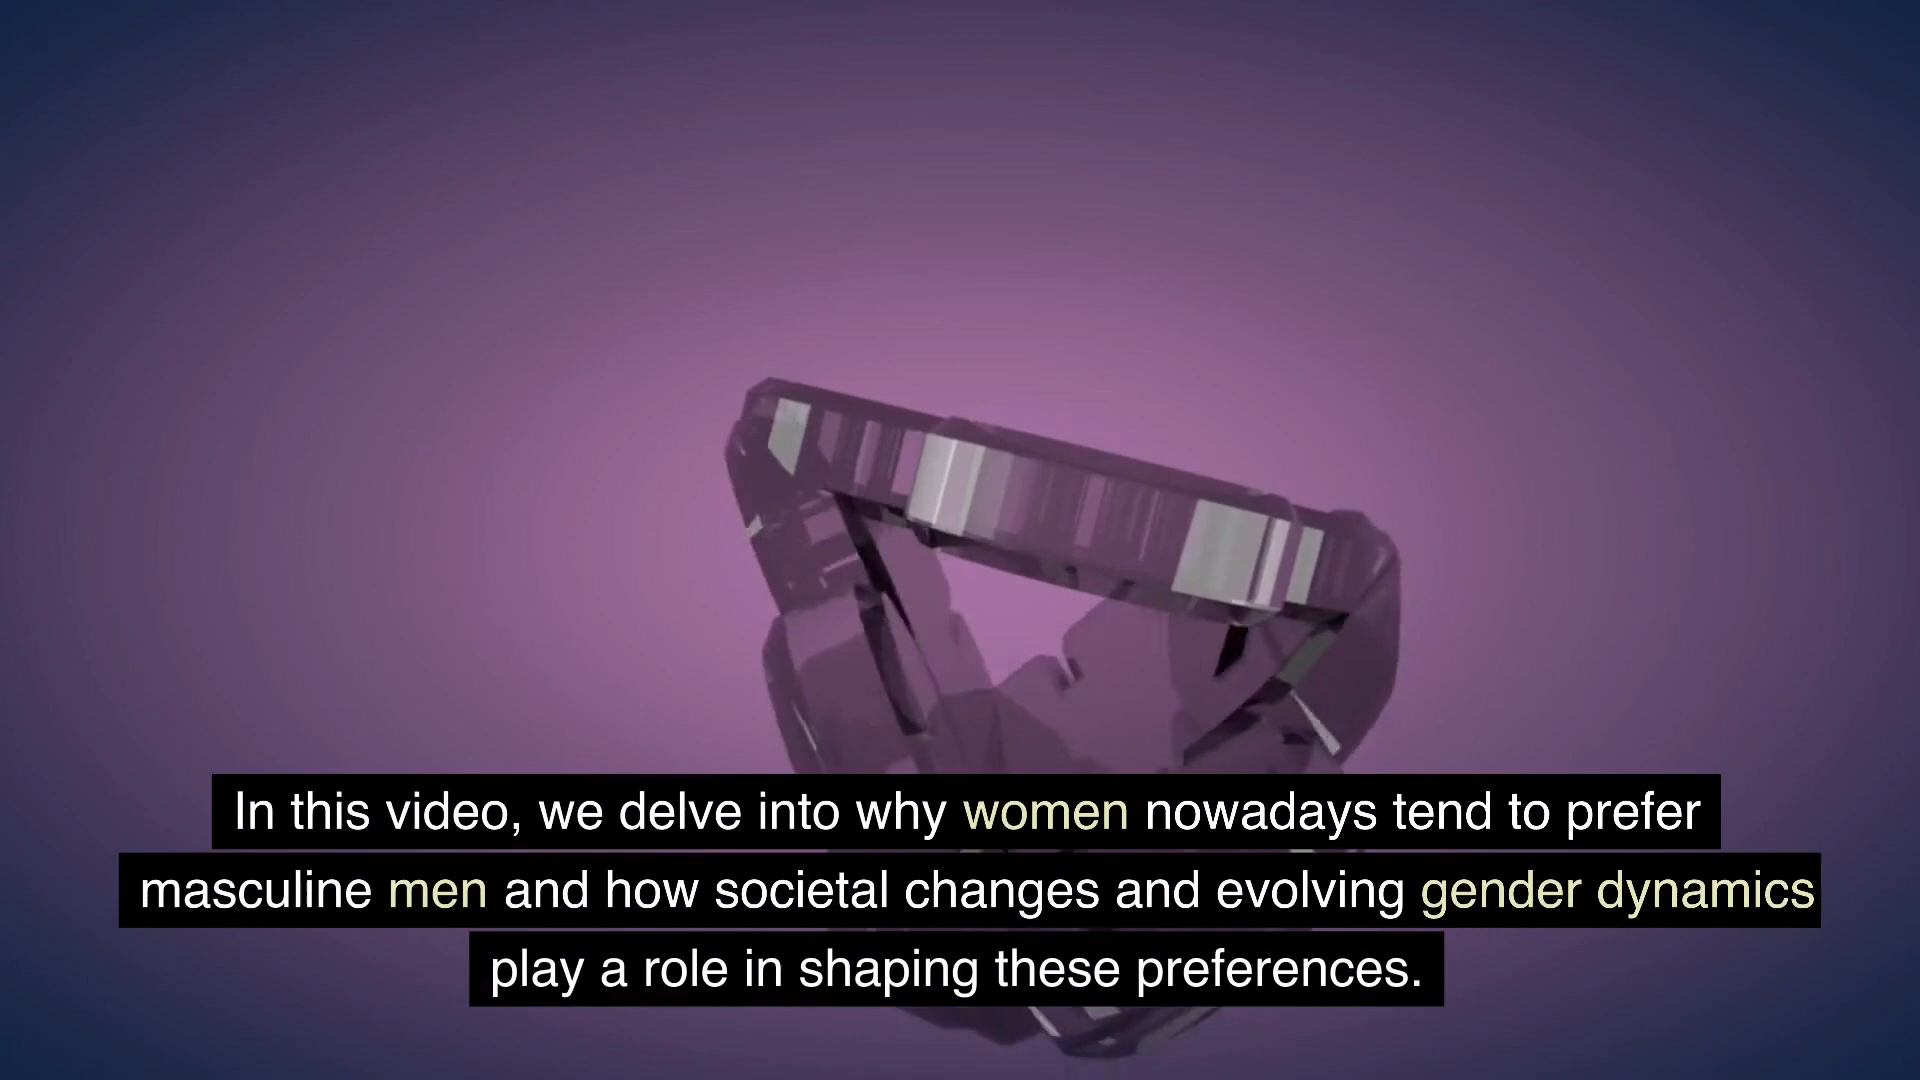 In this video, we delve into why women nowadays tend to prefer
masculine men and how societal changes and evolving gender dynamics
play a role in shaping these preferences.